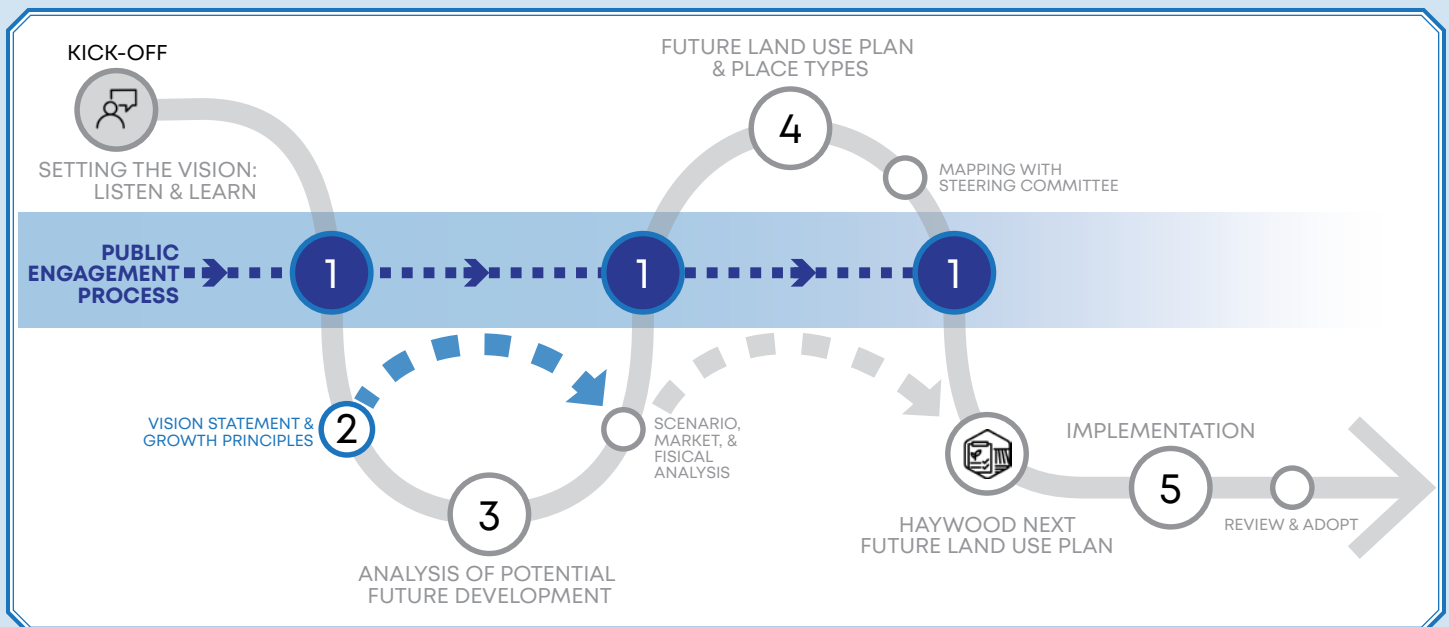 KICK-OFF
SETTING THE VISION:
LISTEN & LEARN
FUTURE LAND USE PLAN
& PLACE TYPES
4
MAPPING WITH
STEERING COMMITTEE
PUBLIC
ENGAGEMENT
PROCESS
1
1
1
VISION STATEMENT &
GROWTH PRINCIPLES
2
SCENARIO,
MARKET, &
FISICAL
ANALYSIS
3
ANALYSIS OF POTENTIAL
FUTURE DEVELOPMENT
HAYWOOD NEXT
FUTURE LAND USE PLAN
IMPLEMENTATION
5
REVIEW & ADOPT